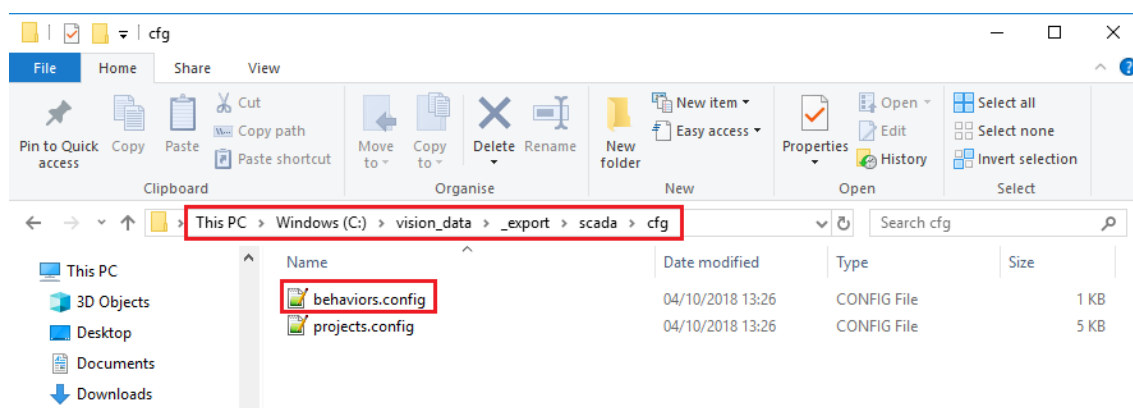 cfg
File Home Share View
Pin to Quick access
Copy
Paste
Cut
Copy path
Paste shortcut
Clipboard
Move to
Copy to
Delete
Rename
Organise
New folder
New item
Easy access
New
Properties
Open
Edit
History
Open
Select all
Select none
Invert selection
Select
This PC > Windows (C:) > vision_data > _export > scada > cfg
Search cfg
This PC
3D Objects
Desktop
Documents
Downloads
Name Date modified Type Size
behaviors.config 04/10/2018 13:26 CONFIG File 1 KB
projects.config 04/10/2018 13:26 CONFIG File 5 KB